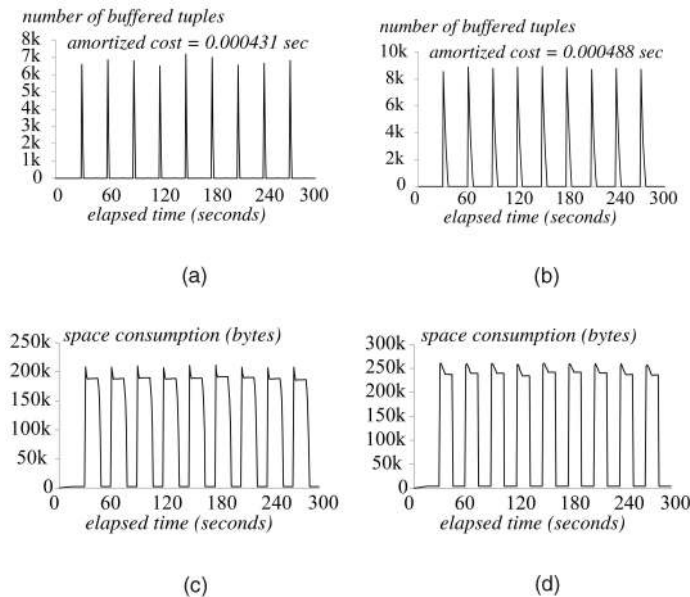 number of buffered tuples
amortized cost = 0.000431 sec
8k
7k
6k
5k
4k
3k
2k
1k
0
0 60 120 180 240 300
elapsed time (seconds)
(a)
number of buffered tuples
amortized cost = 0.000488 sec
10k
8k
6k
4k
2k
0
0 60 120 180 240 300
elapsed time (seconds)
(b)
space consumption (bytes)
250k
200k
150k
100k
50k
0
0 60 120 180 240 300
elapsed time (seconds)
(c)
space consumption (bytes)
300k
250k
200k
150k
100k
50k
0
0 60 120 180 240 300
elapsed time (seconds)
(d)